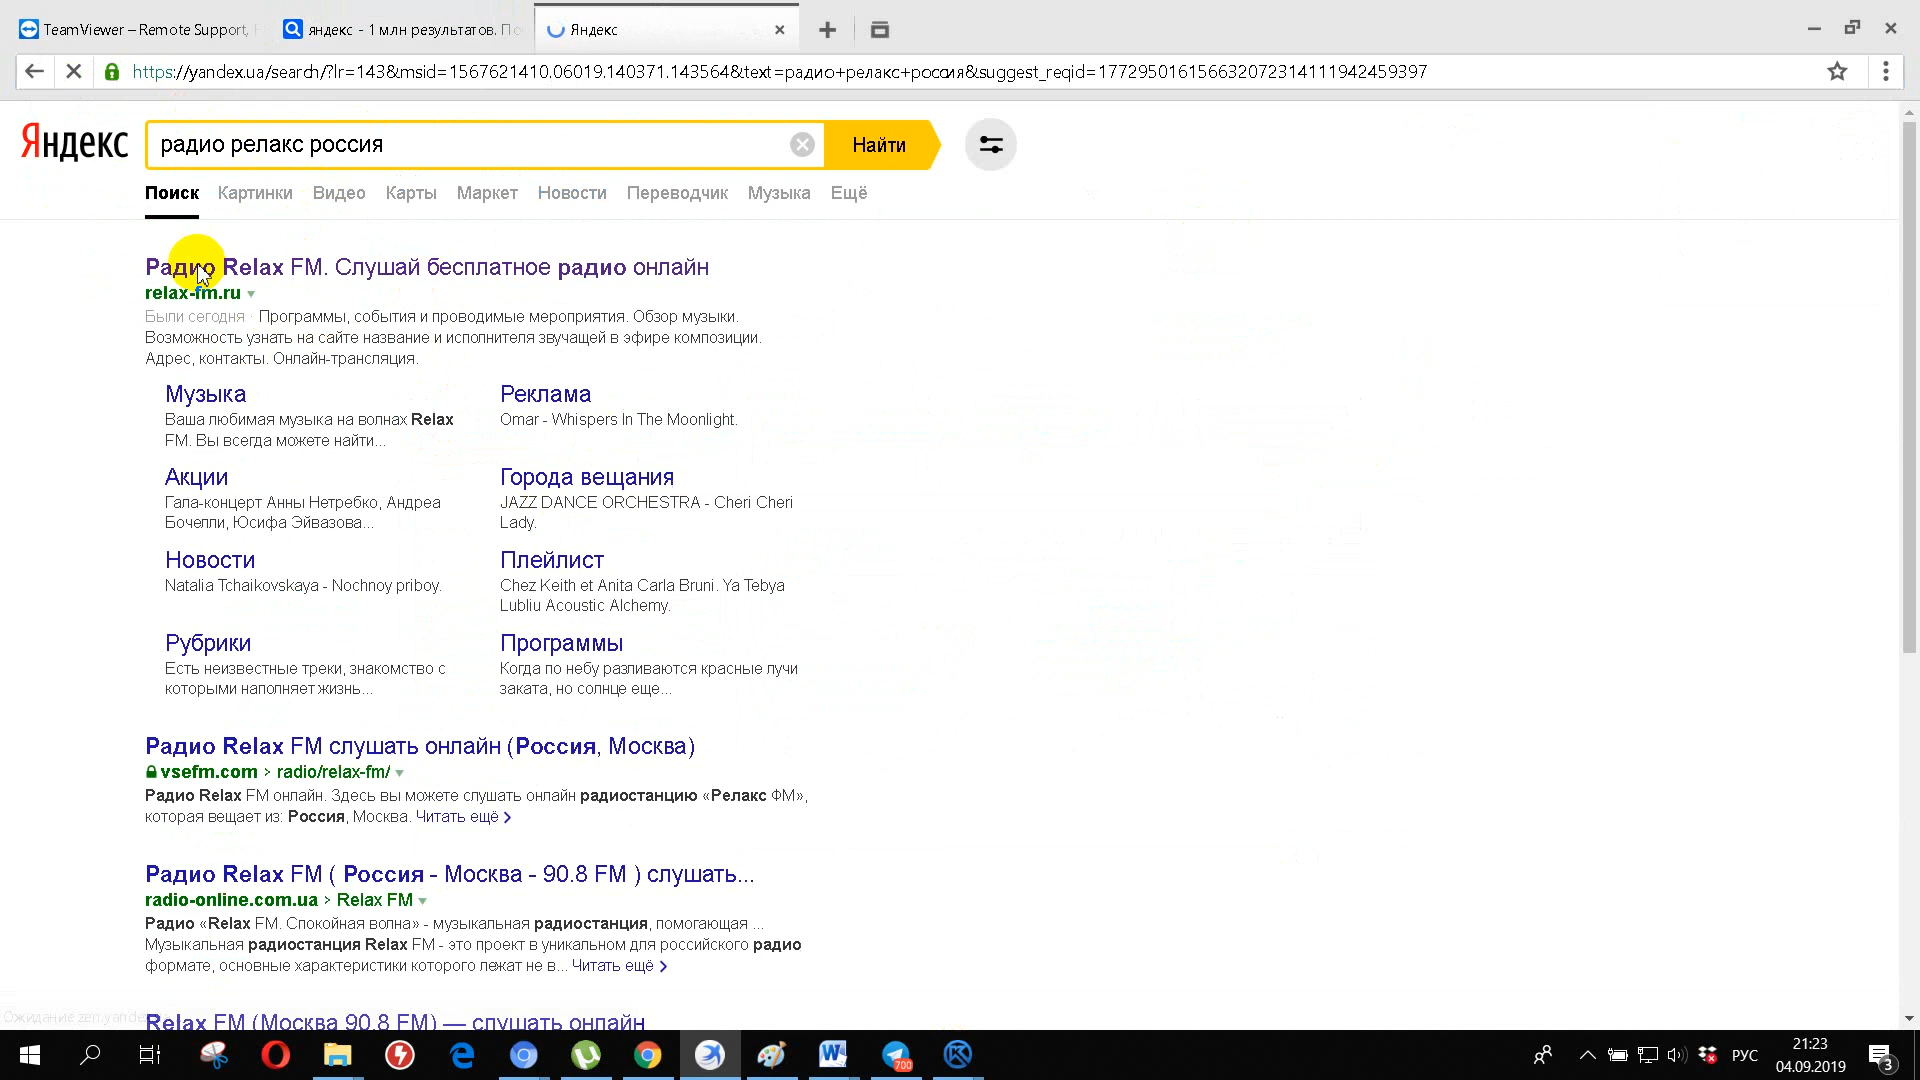 TeamViewer – Remote Support,
яндекс - 1 млн результатов. По
Яндекс
https://yandex.ua/search/?lr=143&msid=1567621410.06019.140371.143564&text=радио+релакс+россия&suggest_reqid=177295016156632072314111942459397
Яндекс
радио релакс россия
Найти
Поиск Картинки Видео Карты Маркет Новости Переводчик Музыка Ещё
Радио Relax FM. Слушай бесплатное радио онлайн
relax-fm.ru
Были сегодня · Программы, события и проводимые мероприятия. Обзор музыки.
Возможность узнать на сайте название и исполнителя звучащей в эфире композиции.
Адрес, контакты. Онлайн-трансляция.
Музыка
Ваша любимая музыка на волнах Relax
FM. Вы всегда можете найти...
Реклама
Omar - Whispers In The Moonlight.
Акции
Гала-концерт Анны Нетребко, Андреа
Бочелли, Юсифа Эйвазова...
Города вещания
JAZZ DANCE ORCHESTRA - Cheri Cheri
Lady.
Новости
Natalia Tchaikovskaya - Nochnoy priboy.
Плейлист
Chez Keith et Anita Carla Bruni. Ya Tebya
Lubliu Acoustic Alchemy.
Рубрики
Есть неизвестные треки, знакомство с
которыми наполняет жизнь...
Программы
Когда по небу разливаются красные лучи
заката, но солнце еще...
Радио Relax FM слушать онлайн (Россия, Москва)
vsefm.com > radio/relax-fm/
Радио Relax FM онлайн. Здесь вы можете слушать онлайн радиостанцию «Релакс ФМ»,
которая вещает из: Россия, Москва. Читать ещё >
Радио Relax FM ( Россия - Москва - 90.8 FM ) слушать...
radio-online.com.ua > Relax FM
Радио «Relax FM. Спокойная волна» - музыкальная радиостанция, помогающая ...
Музыкальная радиостанция Relax FM - это проект в уникальном для российского радио
формате, основные характеристики которого лежат не в... Читать ещё >
Ожидание zen.yande
Relax FM (Москва 90.8 FM) — слушать онлайн
700
РУС
21:23
04.09.2019
3